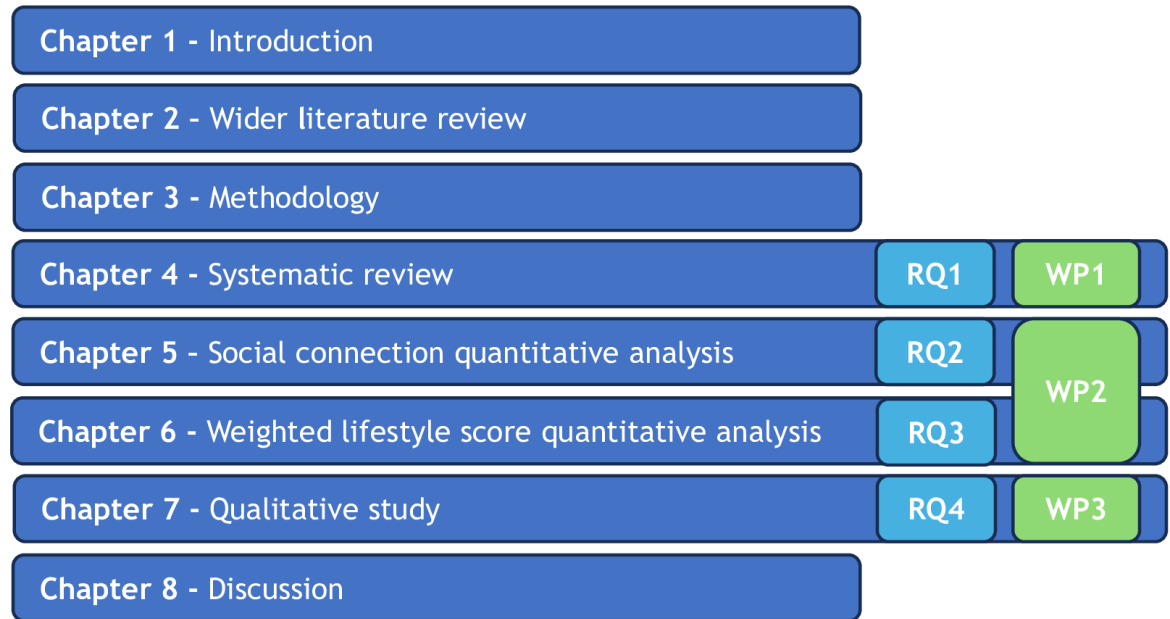 Chapter 1 - Introduction
Chapter 2 – Wider literature review
Chapter 3 - Methodology
Chapter 4 - Systematic review RQ1 WP1
Chapter 5 – Social connection quantitative analysis RQ2
WP2
Chapter 6 - Weighted lifestyle score quantitative analysis RQ3
Chapter 7 - Qualitative study RQ4 WP3
Chapter 8 - Discussion